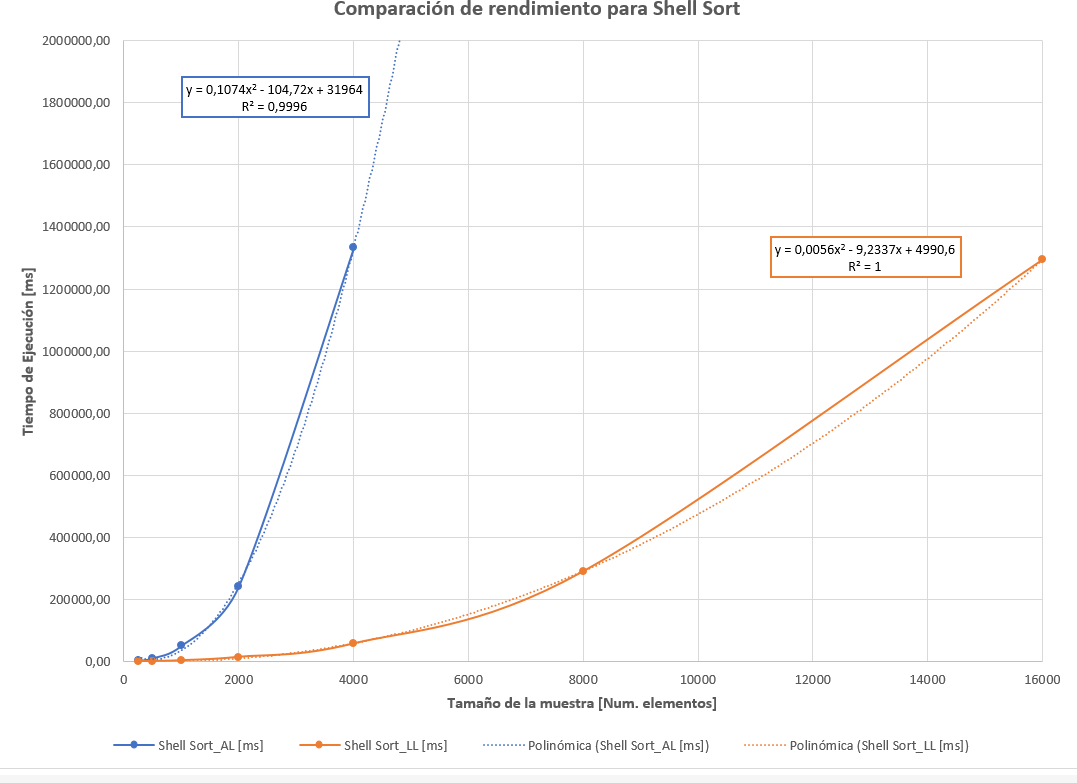 Comparación de rendimiento para Shell Sort
2000000,00
1800000,00
1600000,00
1400000,00
1200000,00
1000000,00
800000,00
600000,00
400000,00
200000,00
0,00
Tiempo de Ejecución [ms]
y = 0,1074x² - 104,72x + 31964
R² = 0,9996
y = 0,0056x² - 9,2337x + 4990,6
R² = 1
0 2000 4000 6000 8000 10000 12000 14000 16000
Tamaño de la muestra [Num. elementos]
Shell Sort_AL [ms] Shell Sort_LL [ms] Polinómica (Shell Sort_AL [ms]) Polinómica (Shell Sort_LL [ms])